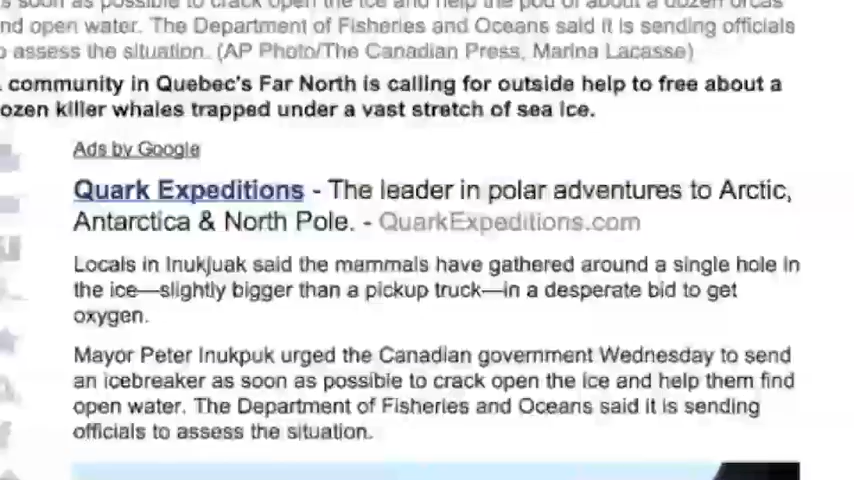 soon as possible to crack open the ice and help the pod of about a dozen orcas
nd open water. The Department of Fisheries and Oceans said it is sending officials
o assess the situation. (AP Photo/The Canadian Press, Marina Lacasse)
community in Quebec's Far North is calling for outside help to free about a
ozen killer whales trapped under a vast stretch of sea ice.
Ads by Google
Quark Expeditions - The leader in polar adventures to Arctic,
Antarctica & North Pole. - QuarkExpeditions.com
Locals in Inukjuak said the mammals have gathered around a single hole in
the ice—slightly bigger than a pickup truck—in a desperate bid to get
oxygen.
Mayor Peter Inukpuk urged the Canadian government Wednesday to send
an icebreaker as soon as possible to crack open the ice and help them find
open water. The Department of Fisheries and Oceans said it is sending
officials to assess the situation.